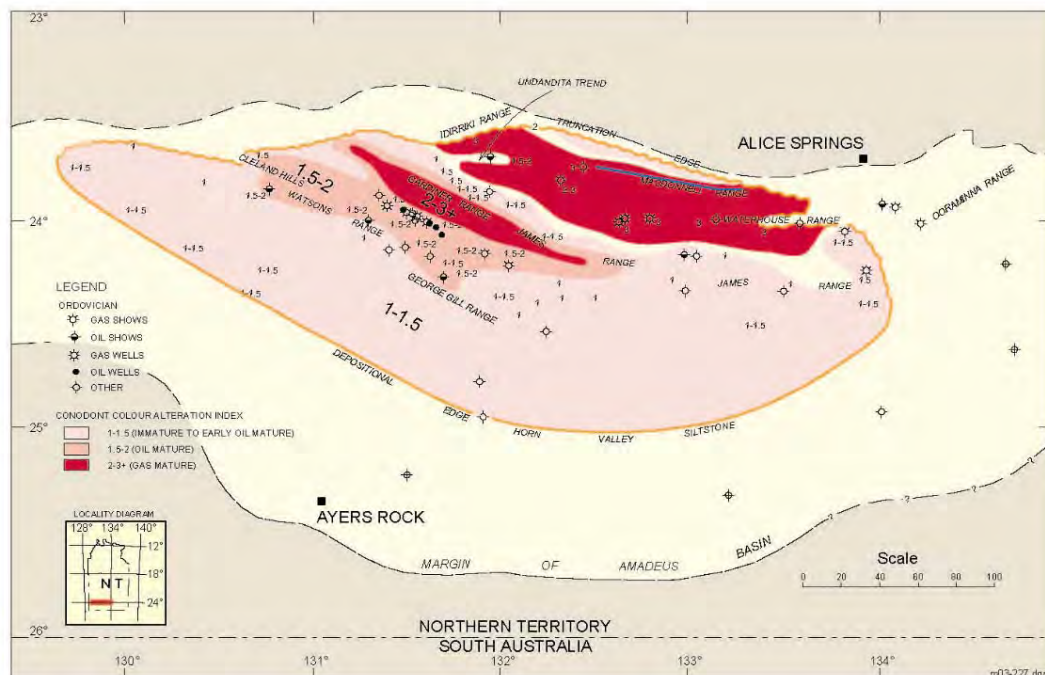 23°
24°
25°
26°
130°
131°
132°
133°
134°
UNDANDITA TREND
IDIRRIKI RANGE
TRUNCATION
EDGE
ALICE SPRINGS
CLELAND HILLS
1.5-2
WATSONS
RANGE
GARDINER RANGE
2-3+
JAMES
RANGE
MACDONNELL RANGE
WATERHOUSE RANGE
OORAMINNA RANGE
JAMES
RANGE
GEORGE GILL RANGE
1-1.5
DEPOSITIONAL
EDGE
HORN
VALLEY
SILTSTONE
LEGEND
ORDOVICIAN
GAS SHOWS
OIL SHOWS
GAS WELLS
OIL WELLS
OTHER
CONODONT COLOUR ALTERATION INDEX
1-1.5 (IMMATURE TO EARLY OIL MATURE)
1.5-2 (OIL MATURE)
2-3+ (GAS MATURE)
LOCALITY DIAGRAM
128° 134° 140°
12°
18°
24°
NT
AYERS ROCK
MARGIN OF AMADEUS BASIN
Scale
0 20 40 60 80 100
NORTHERN TERRITORY
SOUTH AUSTRALIA